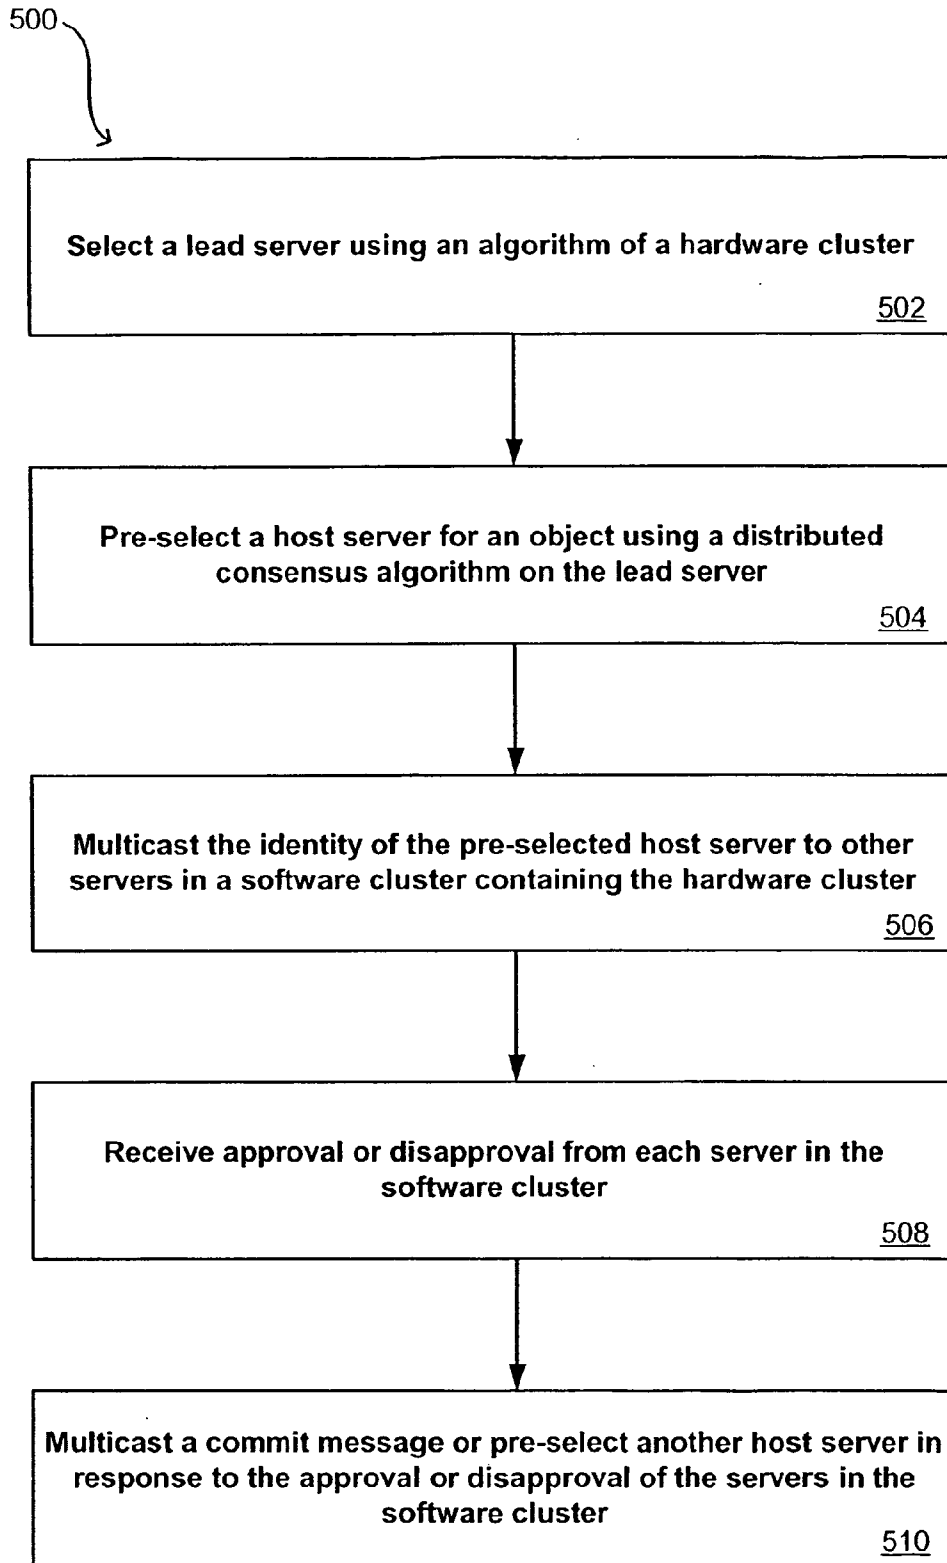 500
Select a lead server using an algorithm of a hardware cluster
502
Pre-select a host server for an object using a distributed
consensus algorithm on the lead server
504
Multicast the identity of the pre-selected host server to other
servers in a software cluster containing the hardware cluster
506
Receive approval or disapproval from each server in the
software cluster
508
Multicast a commit message or pre-select another host server in
response to the approval or disapproval of the servers in the
software cluster
510